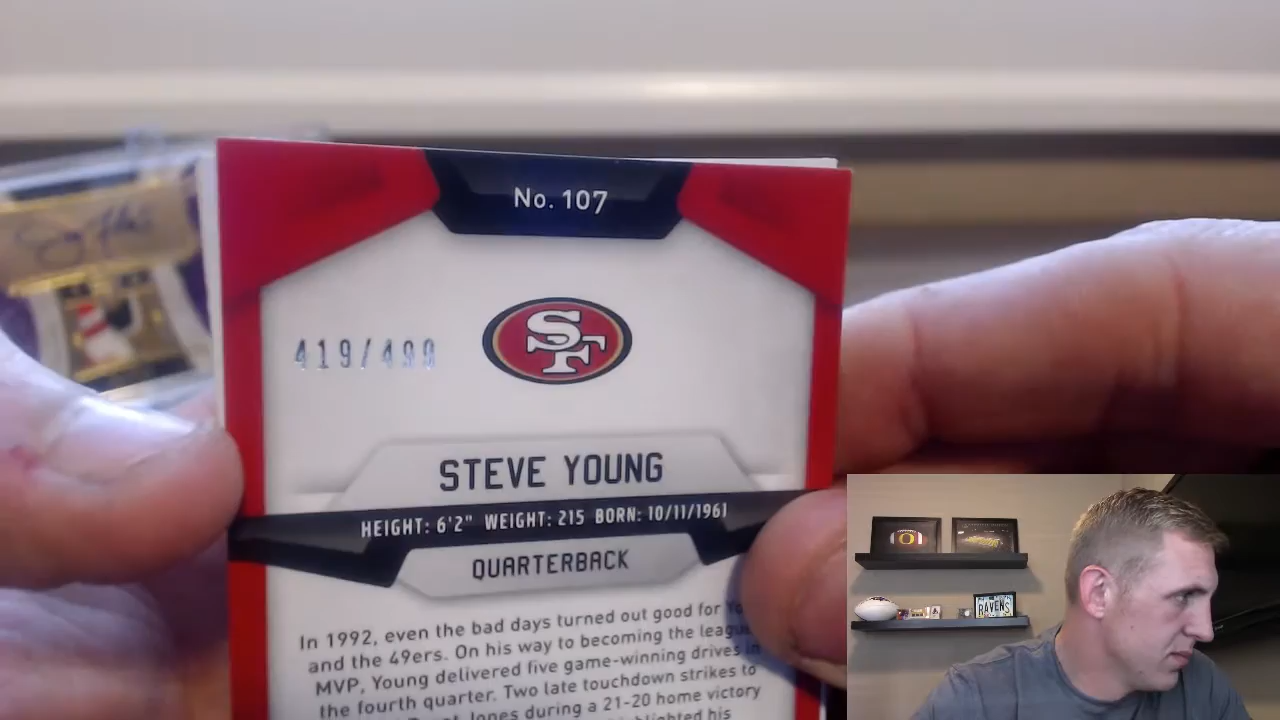 No. 107
SF
419/499
STEVE YOUNG
HEIGHT: 6'2" WEIGHT: 215 BORN: 10/11/1961
QUARTERBACK
In 1992, even the bad days turned out good for
and the 49ers. On his way to becoming the
MVP, Young delivered five game-winning drives in
the fourth quarter. Two late touchdown strikes to
Jones during a 21-20 home victory
his
O
RAVENS